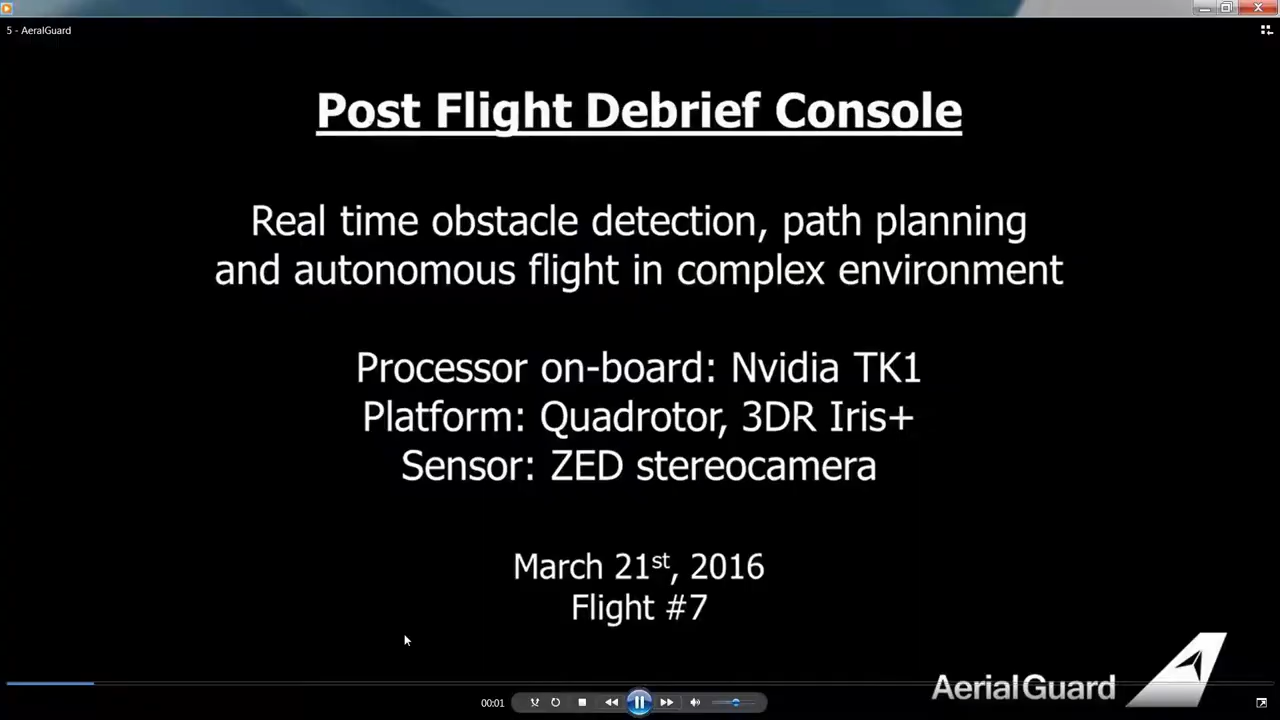 5 - AeralGuard
Post Flight Debrief Console
Real time obstacle detection, path planning
and autonomous flight in complex environment
Processor on-board: Nvidia TK1
Platform: Quadrotor, 3DR Iris+
Sensor: ZED stereocamera
March 21st, 2016
Flight #7
AerialGuard
00:01